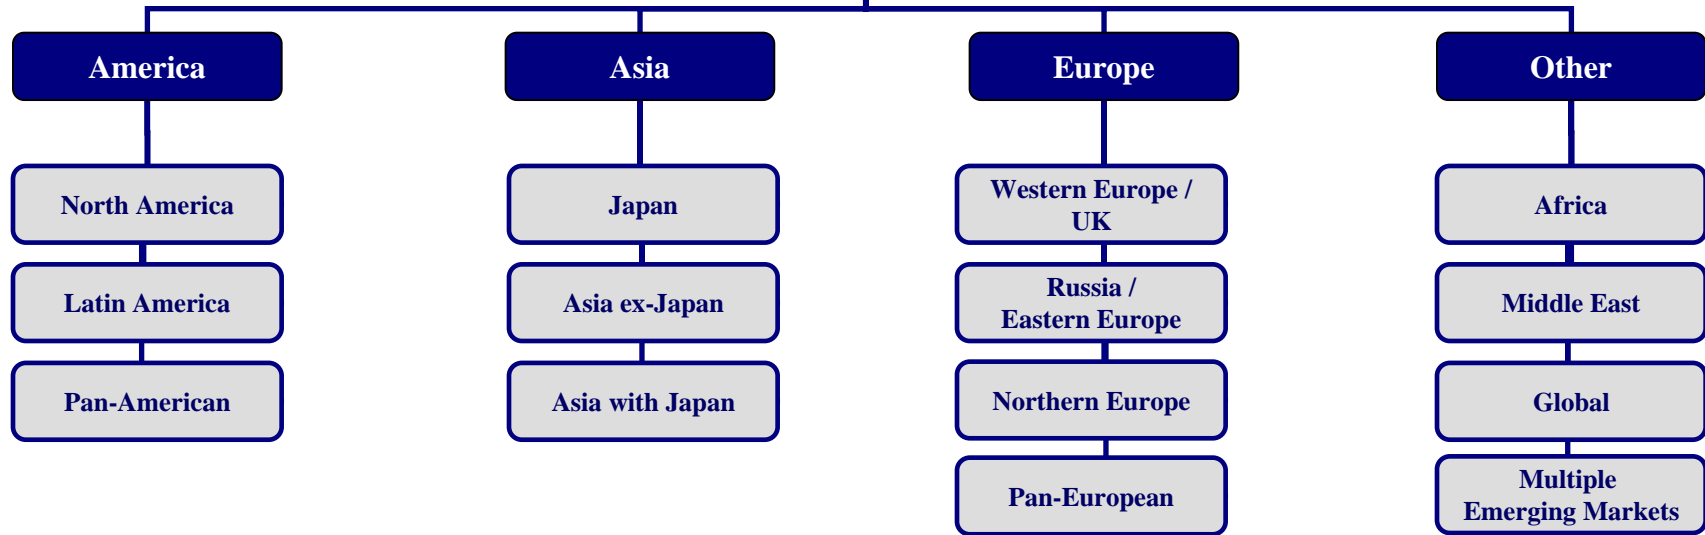 America
Asia
Europe
Other
North America
Japan
Western Europe /
UK
Africa
Latin America
Asia ex-Japan
Russia /
Eastern Europe
Middle East
Pan-American
Asia with Japan
Northern Europe
Global
Pan-European
Multiple
Emerging Markets